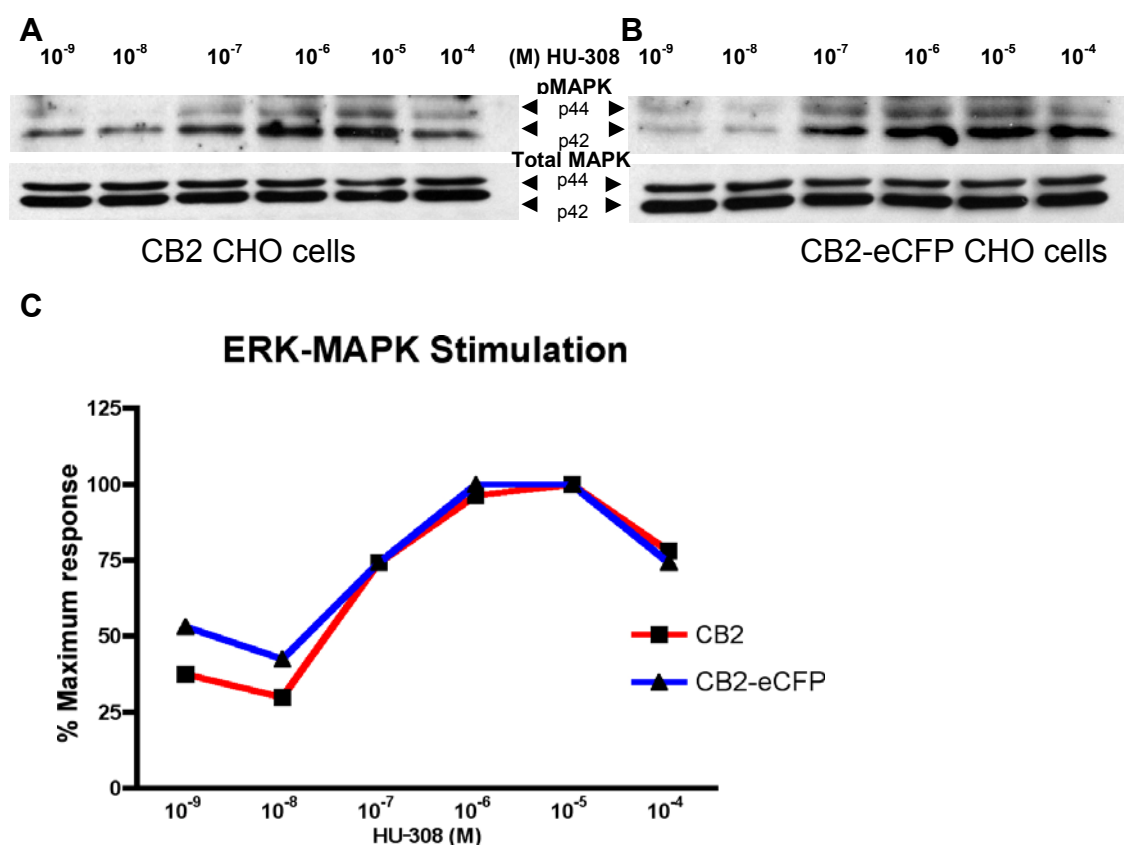 A
B
10⁻⁹ 10⁻⁸ 10⁻⁷ 10⁻⁶ 10⁻⁵ 10⁻⁴ (M) HU-308 10⁻⁹ 10⁻⁸ 10⁻⁷ 10⁻⁶ 10⁻⁵ 10⁻⁴
pMAPK
p44
p42
Total MAPK
p44
p42
CB2 CHO cells
CB2-eCFP CHO cells
C
ERK-MAPK Stimulation
% Maximum response
125
100
75
50
25
0
10⁻⁹ 10⁻⁸ 10⁻⁷ 10⁻⁶ 10⁻⁵ 10⁻⁴
HU-308 (M)
CB2
CB2-eCFP